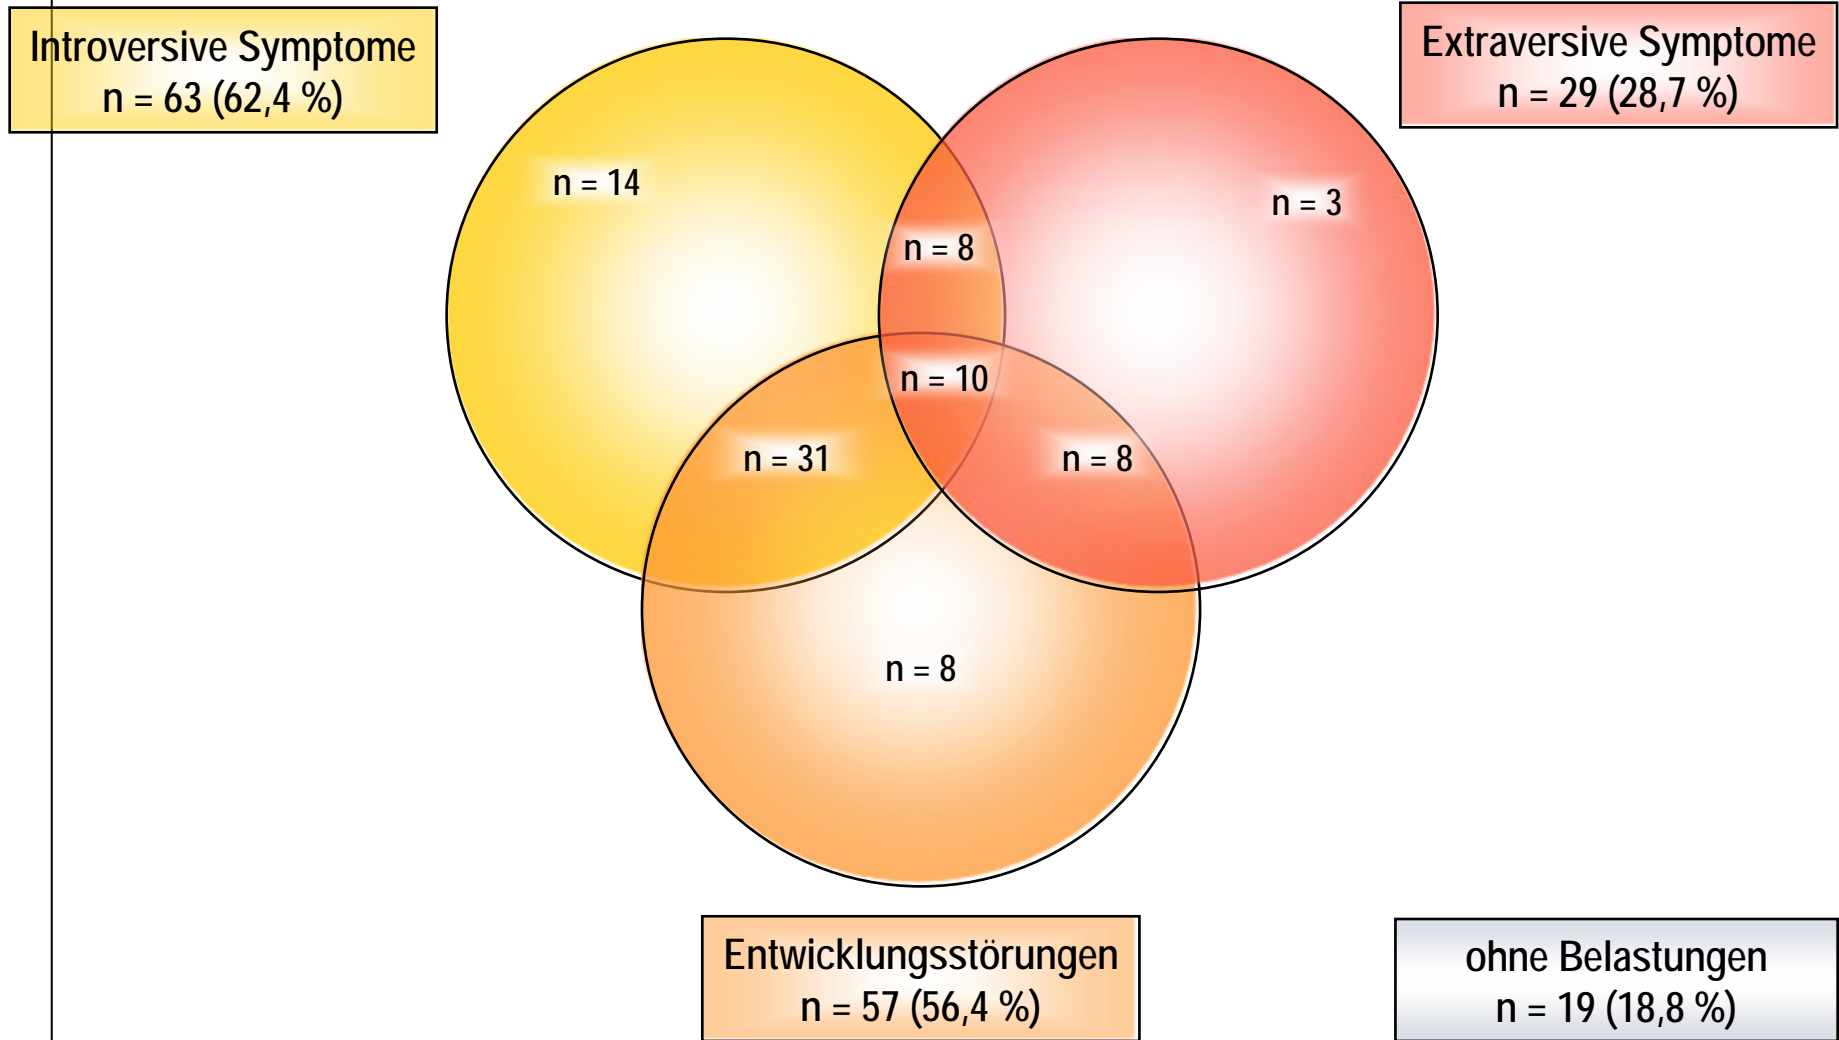 Introversive Symptome
n = 63 (62,4 %)
Extraversive Symptome
n = 29 (28,7 %)
n = 14
n = 3
n = 8
n = 10
n = 31
n = 8
n = 8
Entwicklungsstörungen
n = 57 (56,4 %)
ohne Belastungen
n = 19 (18,8 %)